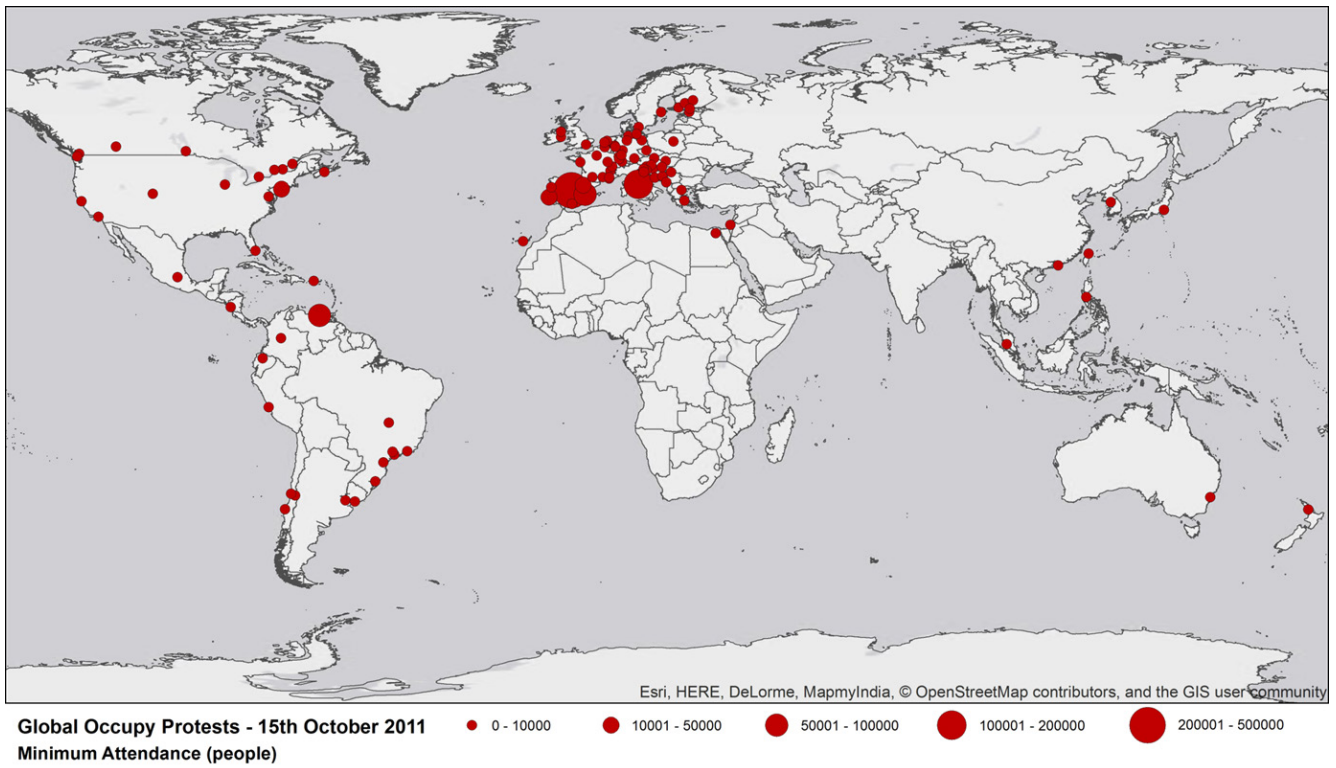 Esri, HERE, DeLorme, MapmyIndia, © OpenStreetMap contributors, and the GIS user community
Global Occupy Protests - 15th October 2011
0 - 10000
10001 - 50000
50001 - 100000
100001 - 200000
200001 - 500000
Minimum Attendance (people)